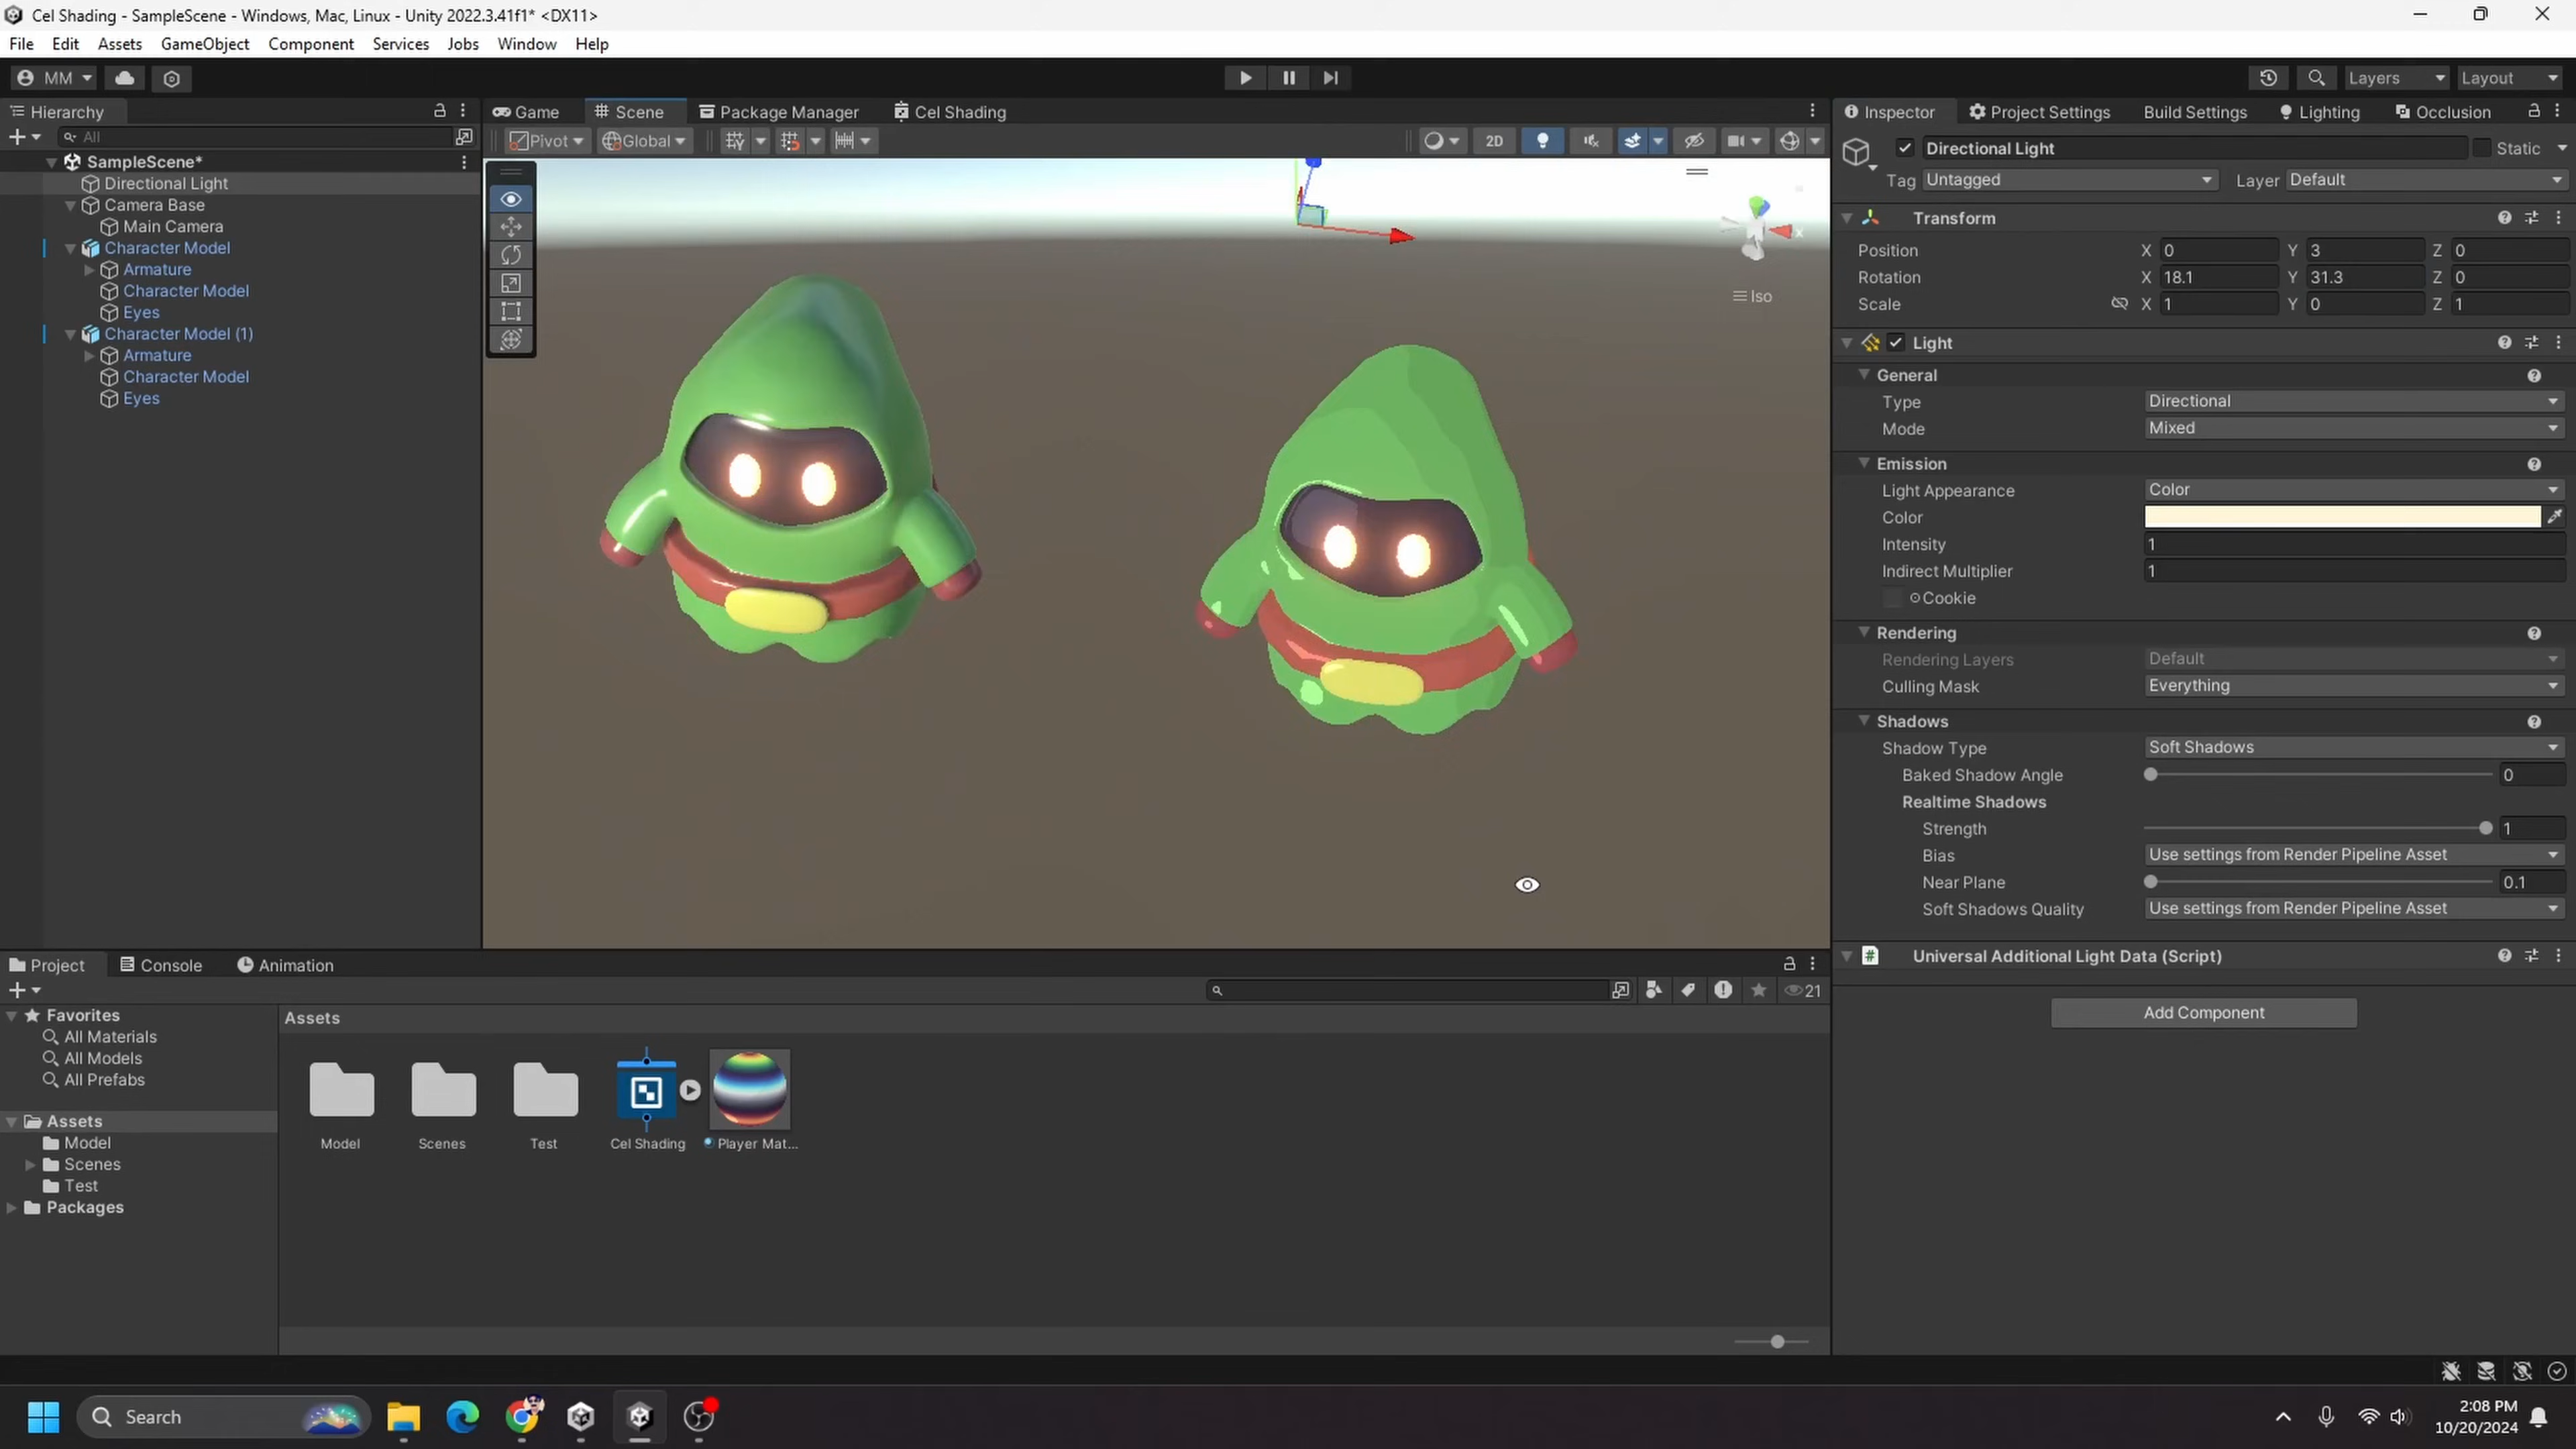 Cel Shading - SampleScene - Windows, Mac, Linux - Unity 2022.3.41f1* <DX11>
File Edit Assets GameObject Component Services Jobs Window Help
MM
Layers
Layout
Hierarchy
All
SampleScene*
Directional Light
Camera Base
Main Camera
Character Model
Armature
Character Model
Eyes
Character Model (1)
Armature
Character Model
Eyes
Game Scene Package Manager Cel Shading
Pivot Global 2D
x
Iso
Inspector Project Settings Build Settings Lighting Occlusion
Directional Light Static
Tag Untagged Layer Default
Transform
Position X 0 Y 3 Z 0
Rotation X 18.1 Y 31.3 Z 0
Scale X 1 Y 0 Z 1
Light
General
Type Directional
Mode Mixed
Emission
Light Appearance Color
Color
Intensity 1
Indirect Multiplier 1
Cookie
Rendering
Rendering Layers Default
Culling Mask Everything
Shadows
Shadow Type Soft Shadows
Baked Shadow Angle 0
Realtime Shadows
Strength 1
Bias Use settings from Render Pipeline Asset
Near Plane 0.1
Soft Shadows Quality Use settings from Render Pipeline Asset
# Universal Additional Light Data (Script)
Add Component
Project Console Animation
21
Favorites
All Materials
All Models
All Prefabs
Assets
Model
Scenes
Test
Packages
Assets
Model Scenes Test Cel Shading Player Mat...
Search
2:08 PM
10/20/2024